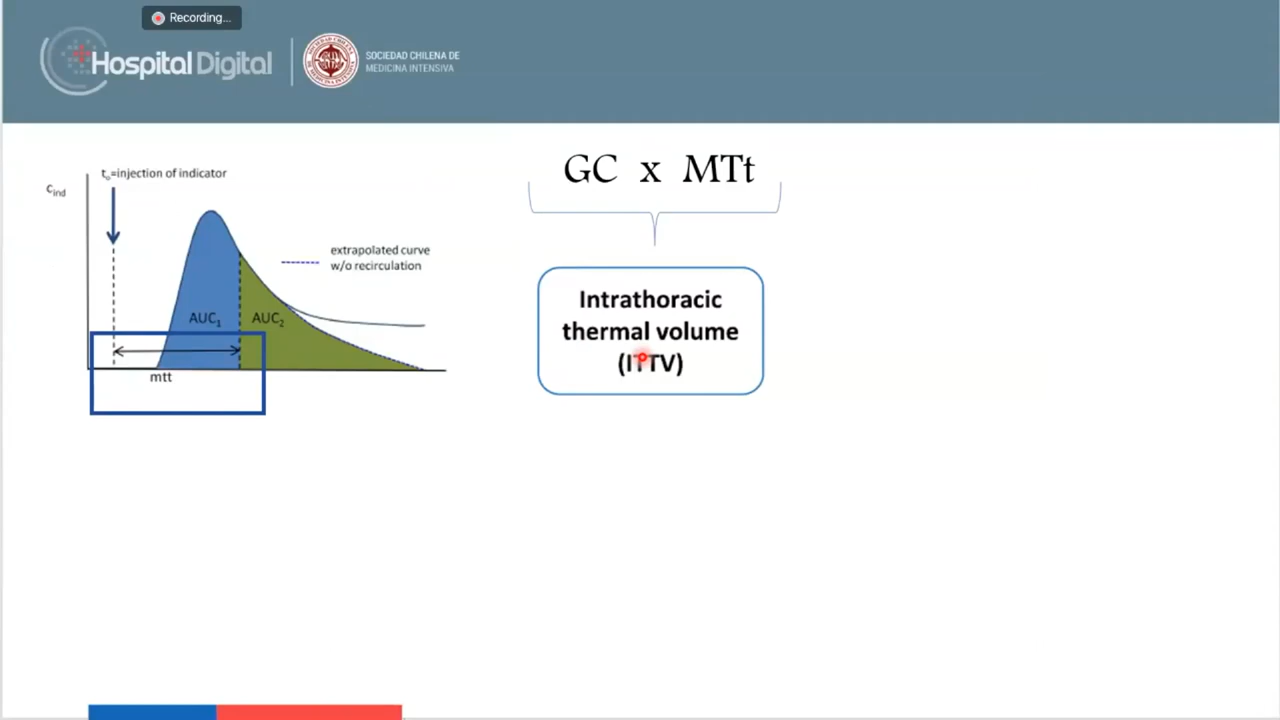 Recording...
Hospital Digital
SOCIEDAD CHILENA DE
MEDICINA INTENSIVA
GC x MTt
t₀=injection of indicator
c_ind
extrapolated curve
w/o recirculation
AUC₁
AUC₂
mtt
Intrathoracic
thermal volume
(ITTV)